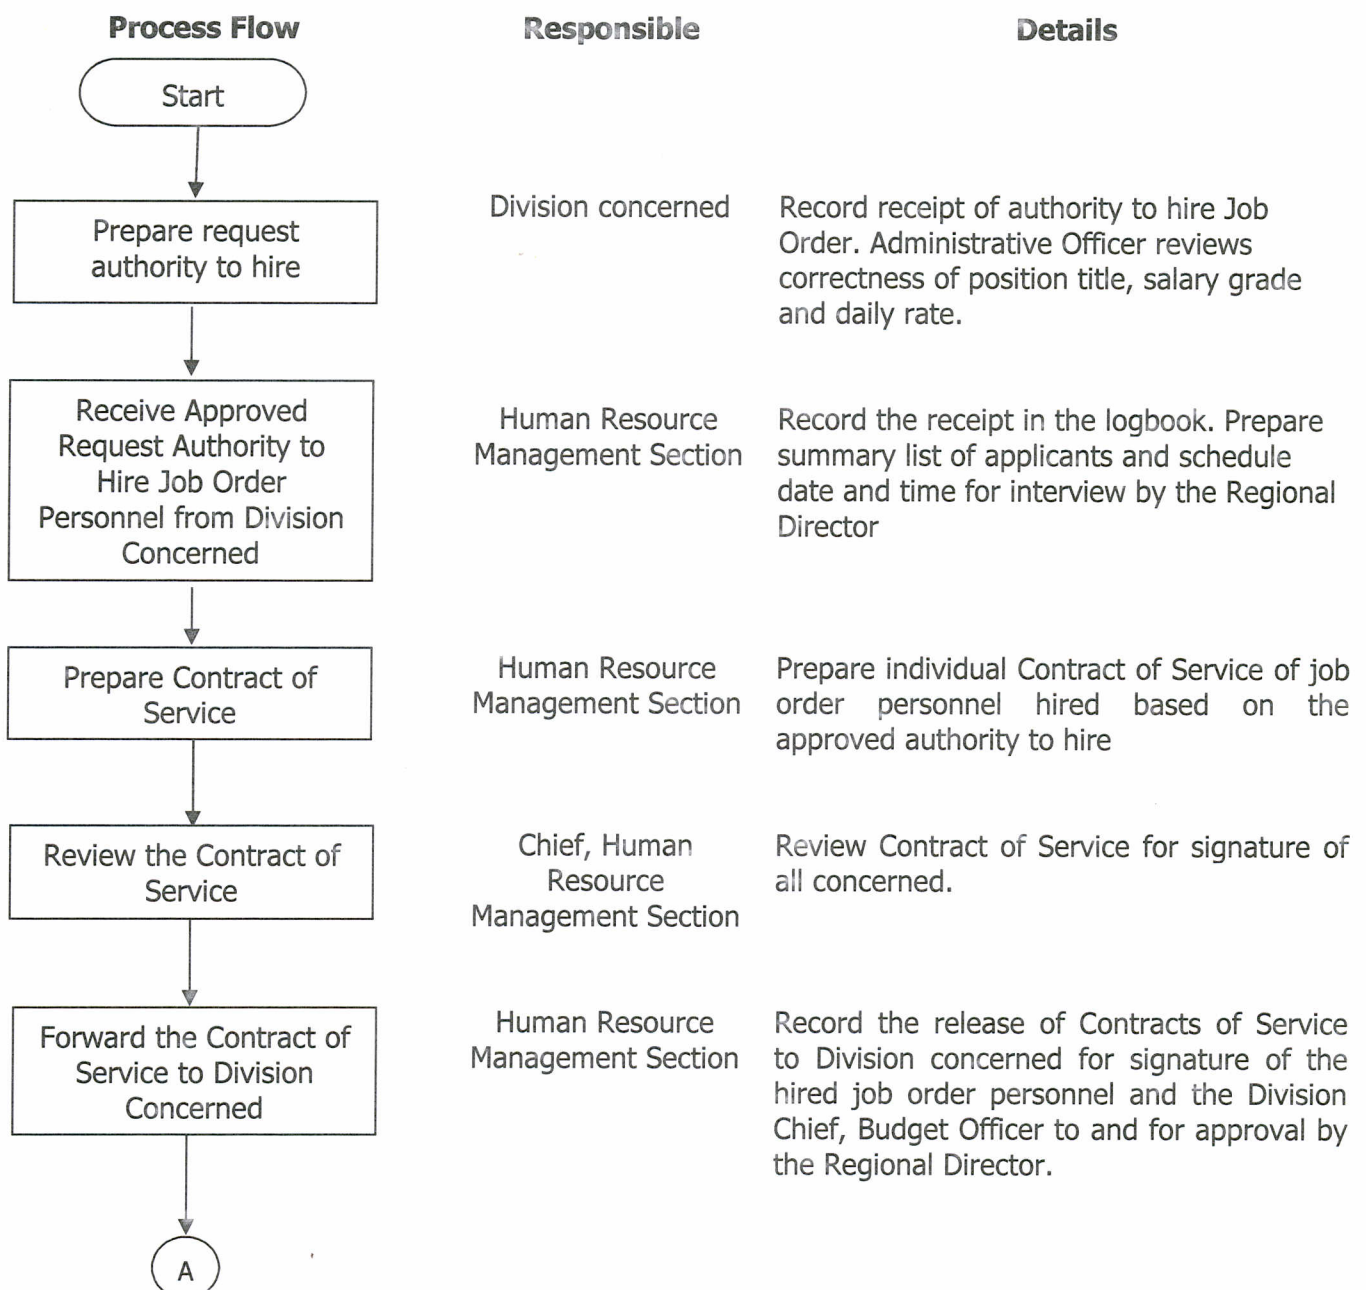 Process Flow
Responsible
Details
Start
Prepare request
authority to hire
Division concerned
Record receipt of authority to hire Job
Order. Administrative Officer reviews
correctness of position title, salary grade
and daily rate.
Receive Approved
Request Authority to
Hire Job Order
Personnel from Division
Concerned
Human Resource
Management Section
Record the receipt in the logbook. Prepare
summary list of applicants and schedule
date and time for interview by the Regional
Director
Prepare Contract of
Service
Human Resource
Management Section
Prepare individual Contract of Service of job
order personnel hired based on the
approved authority to hire
Review the Contract of
Service
Chief, Human
Resource
Management Section
Review Contract of Service for signature of
all concerned.
Forward the Contract of
Service to Division
Concerned
Human Resource
Management Section
Record the release of Contracts of Service
to Division concerned for signature of the
hired job order personnel and the Division
Chief, Budget Officer to and for approval by
the Regional Director.
A